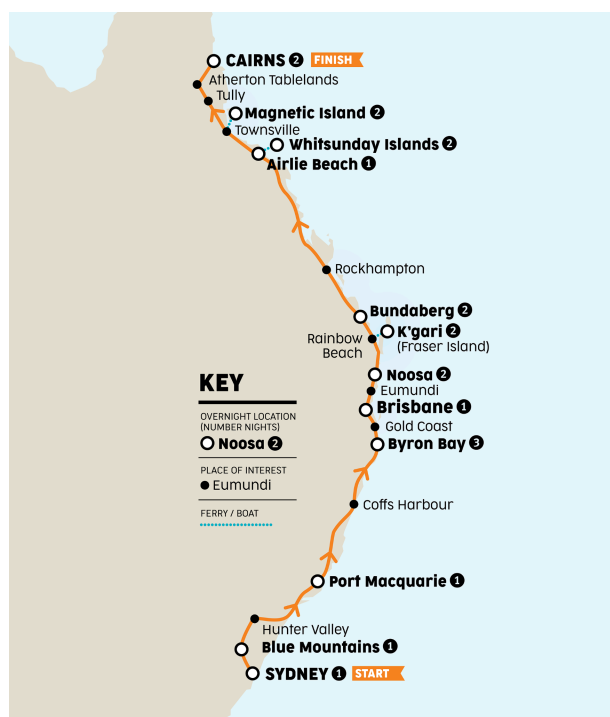 CAIRNS 2 FINISH
Atherton Tablelands
Tully
Magnetic Island 2
Townsville
Whitsunday Islands 2
Airlie Beach 1
Rockhampton
Bundaberg 2
K'gari 2
(Fraser Island)
Rainbow
Beach
Noosa 2
Eumundi
Brisbane 1
Gold Coast
Byron Bay 3
Coffs Harbour
Port Macquarie 1
Hunter Valley
Blue Mountains 1
SYDNEY 1 START
KEY
OVERNIGHT LOCATION
(NUMBER NIGHTS)
Noosa 2
PLACE OF INTEREST
Eumundi
FERRY / BOAT